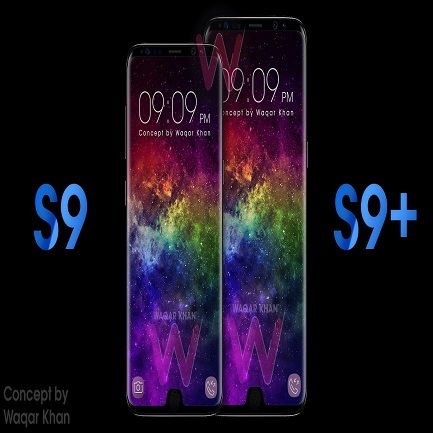 W
09:09 PM
Concept by Waqar Khan
09:09 PM
Concept by Waqar Khan
S9
S9+
WAQAR KHAN
W
WAQAR KHAN
W
Concept by
Waqar Khan